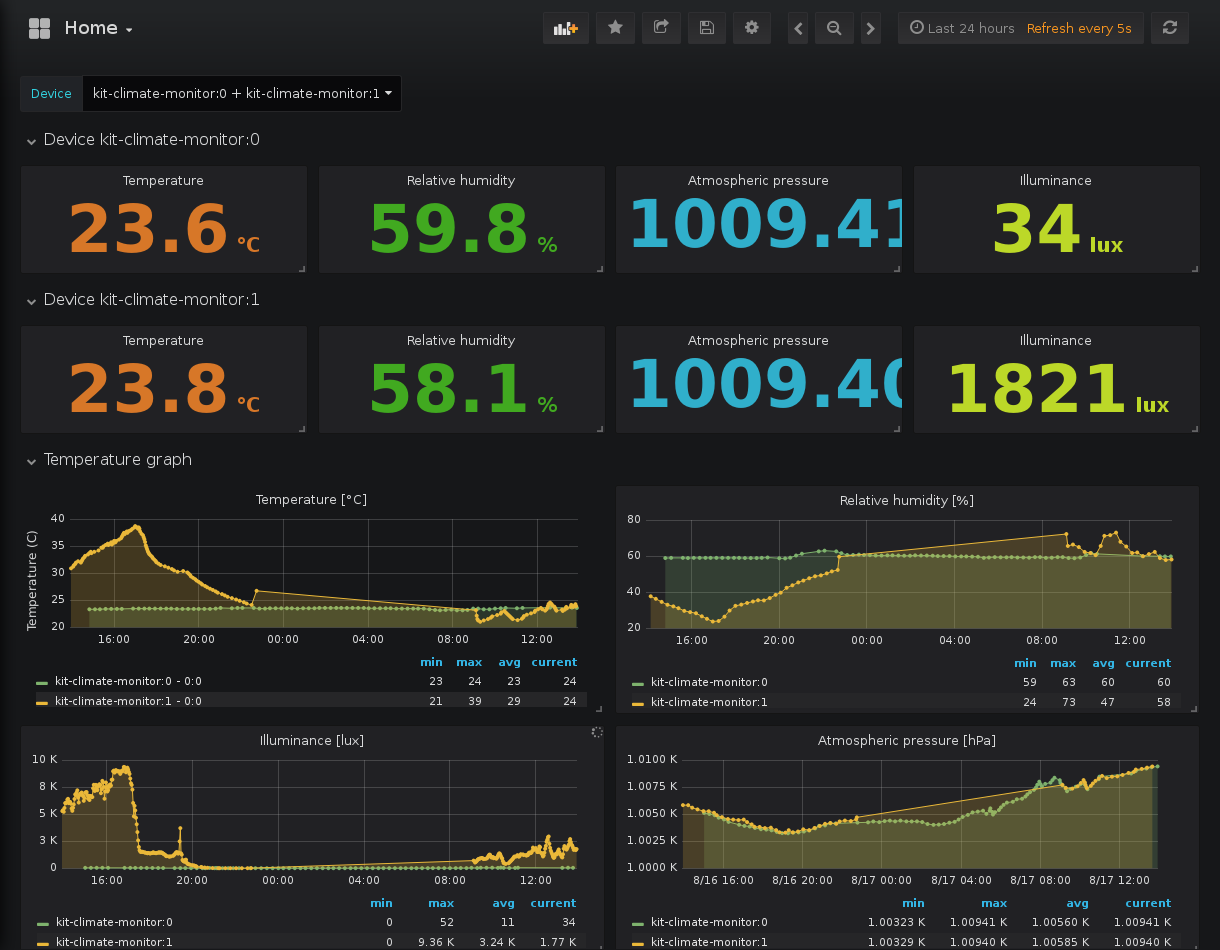 Home
Last 24 hours Refresh every 5s
Device kit-climate-monitor:0 + kit-climate-monitor:1
Device kit-climate-monitor:0
Temperature Relative humidity Atmospheric pressure Illuminance
23.6 °C 59.8 % 1009.41 34 lux
Device kit-climate-monitor:1
Temperature Relative humidity Atmospheric pressure Illuminance
23.8 °C 58.1 % 1009.40 1821 lux
Temperature graph
Temperature [°C]
Temperature (C)
40
35
30
25
20
16:00 20:00 00:00 04:00 08:00 12:00
min max avg current
kit-climate-monitor:0 - 0:0 23 24 23 24
kit-climate-monitor:1 - 0:0 21 39 29 24
Relative humidity [%]
80
60
40
20
16:00 20:00 00:00 04:00 08:00 12:00
min max avg current
kit-climate-monitor:0 59 63 60 60
kit-climate-monitor:1 24 73 47 58
Illuminance [lux]
10 K
8 K
5 K
3 K
0
16:00 20:00 00:00 04:00 08:00 12:00
min max avg current
kit-climate-monitor:0 0 52 11 34
kit-climate-monitor:1 0 9.36 K 3.24 K 1.77 K
Atmospheric pressure [hPa]
1.0100 K
1.0075 K
1.0050 K
1.0025 K
1.0000 K
8/16 16:00 8/16 20:00 8/17 00:00 8/17 04:00 8/17 08:00 8/17 12:00
min max avg current
kit-climate-monitor:0 1.00323 K 1.00941 K 1.00560 K 1.00941 K
kit-climate-monitor:1 1.00329 K 1.00940 K 1.00585 K 1.00940 K